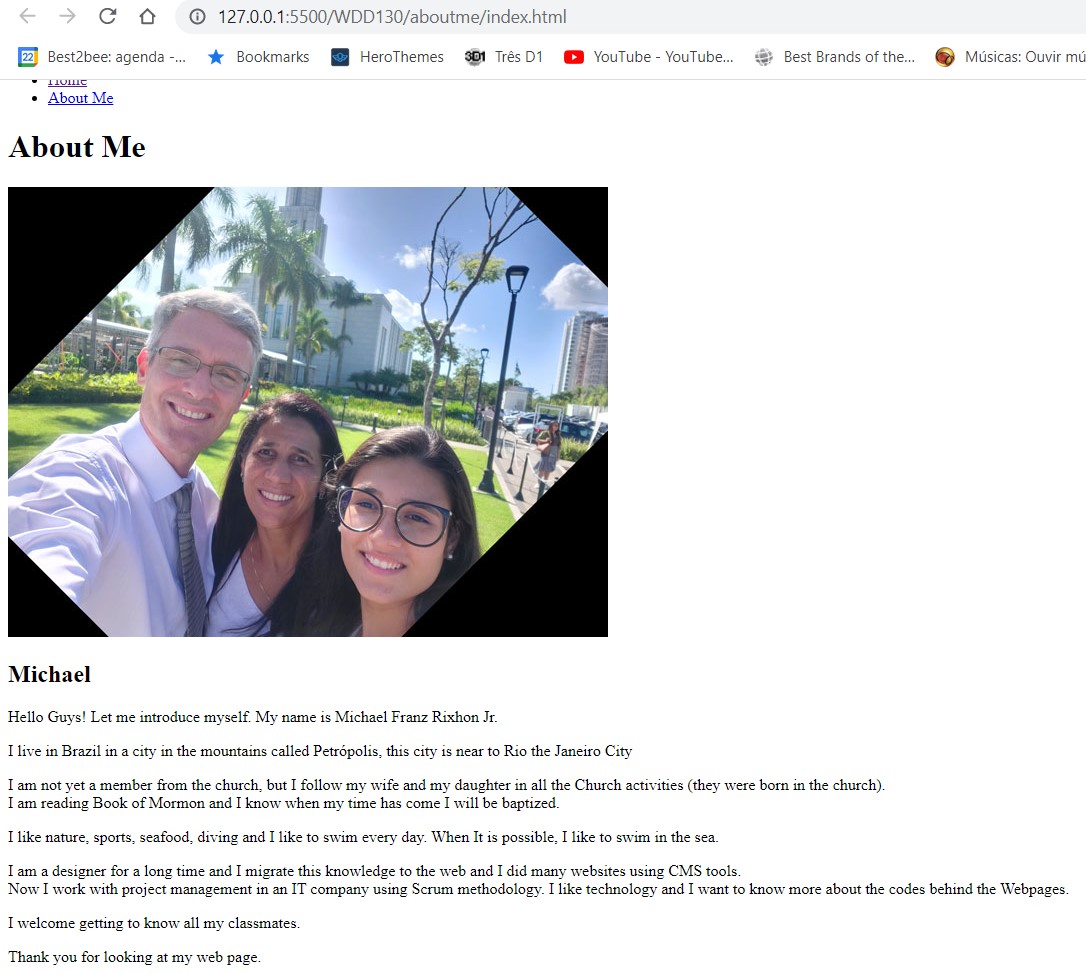 127.0.0.1:5500/WDD130/aboutme/index.html
22 Best2bee: agenda -... Bookmarks HeroThemes 3D1 Três D1 YouTube - YouTube... Best Brands of the... Músicas: Ouvir mú
Home
About Me
About Me
Michael
Hello Guys! Let me introduce myself. My name is Michael Franz Rixhon Jr.
I live in Brazil in a city in the mountains called Petrópolis, this city is near to Rio the Janeiro City
I am not yet a member from the church, but I follow my wife and my daughter in all the Church activities (they were born in the church).
I am reading Book of Mormon and I know when my time has come I will be baptized.
I like nature, sports, seafood, diving and I like to swim every day. When It is possible, I like to swim in the sea.
I am a designer for a long time and I migrate this knowledge to the web and I did many websites using CMS tools.
Now I work with project management in an IT company using Scrum methodology. I like technology and I want to know more about the codes behind the Webpages.
I welcome getting to know all my classmates.
Thank you for looking at my web page.